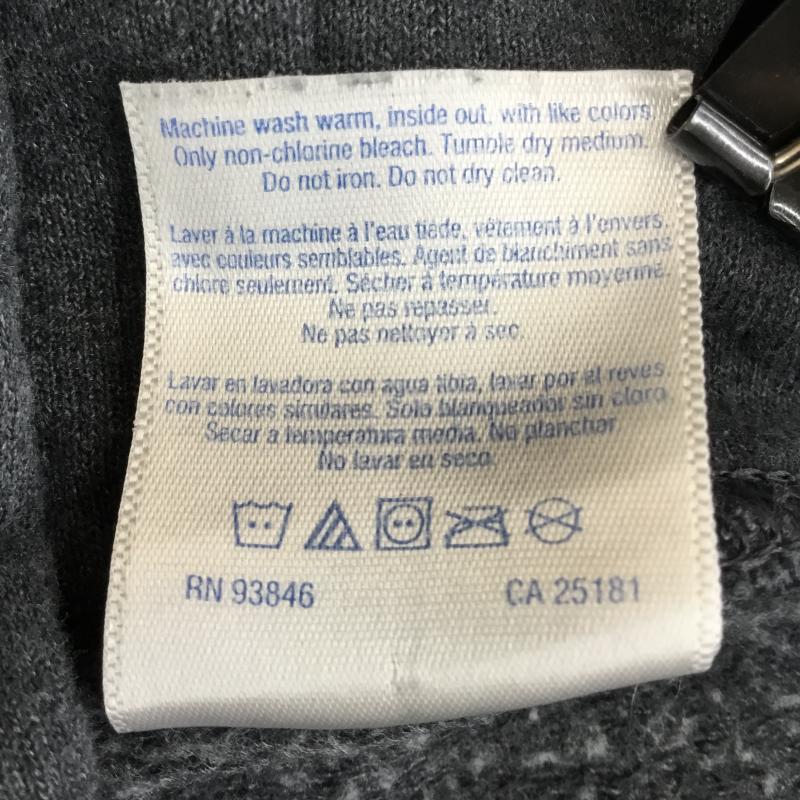 Machine wash warm, inside out, with like colors.
Only non-chlorine bleach. Tumble dry medium.
Do not iron. Do not dry clean.
Laver à la machine à l'eau tiède, vêtement à l'envers,
avec couleurs semblables. Agent de blanchiment sans
chlore seulement. Sécher à température moyenne.
Ne pas repasser.
Ne pas nettoyer à sec.
Lavar en lavadora con agua tibia, lavar por el reves,
con colores similares. Solo blanqueador sin cloro.
Secar a temperatura media. No planchar
No lavar en seco.
RN 93846 CA 25181